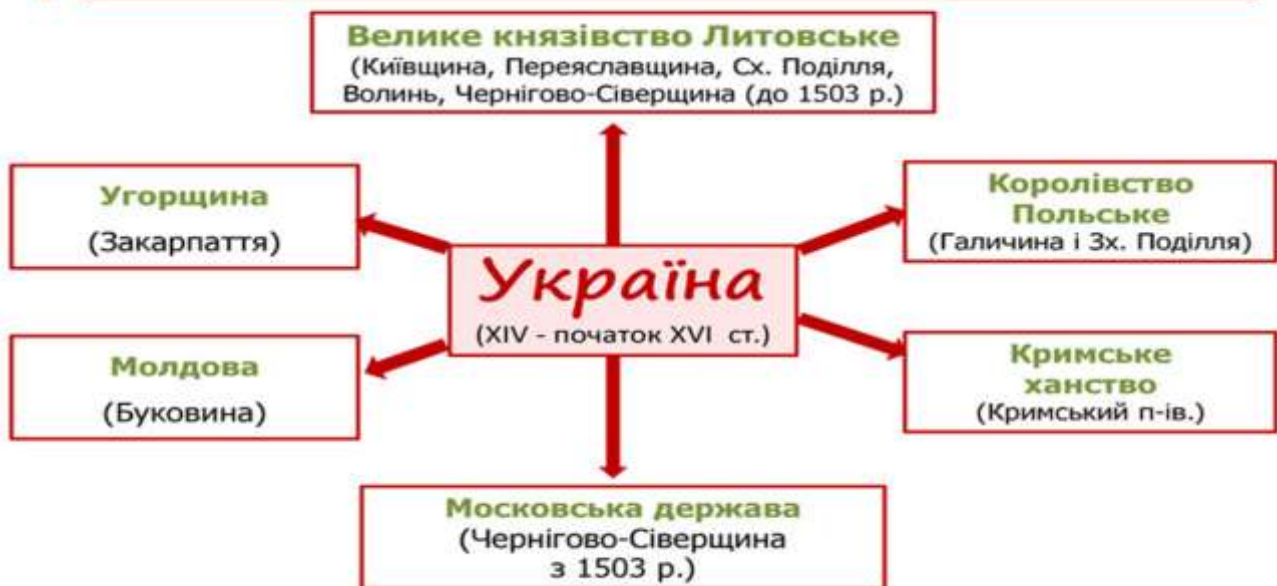 Велике князівство Литовське
(Київщина, Переяславщина, Сх. Поділля,
Волинь, Чернігово-Сіверщина (до 1503 р.)
Угорщина
(Закарпаття)
Королівство
Польське
(Галичина і Зх. Поділля)
Україна
(XIV - початок XVI ст.)
Молдова
(Буковина)
Кримське
ханство
(Кримський п-ів.)
Московська держава
(Чернігово-Сіверщина
з 1503 р.)